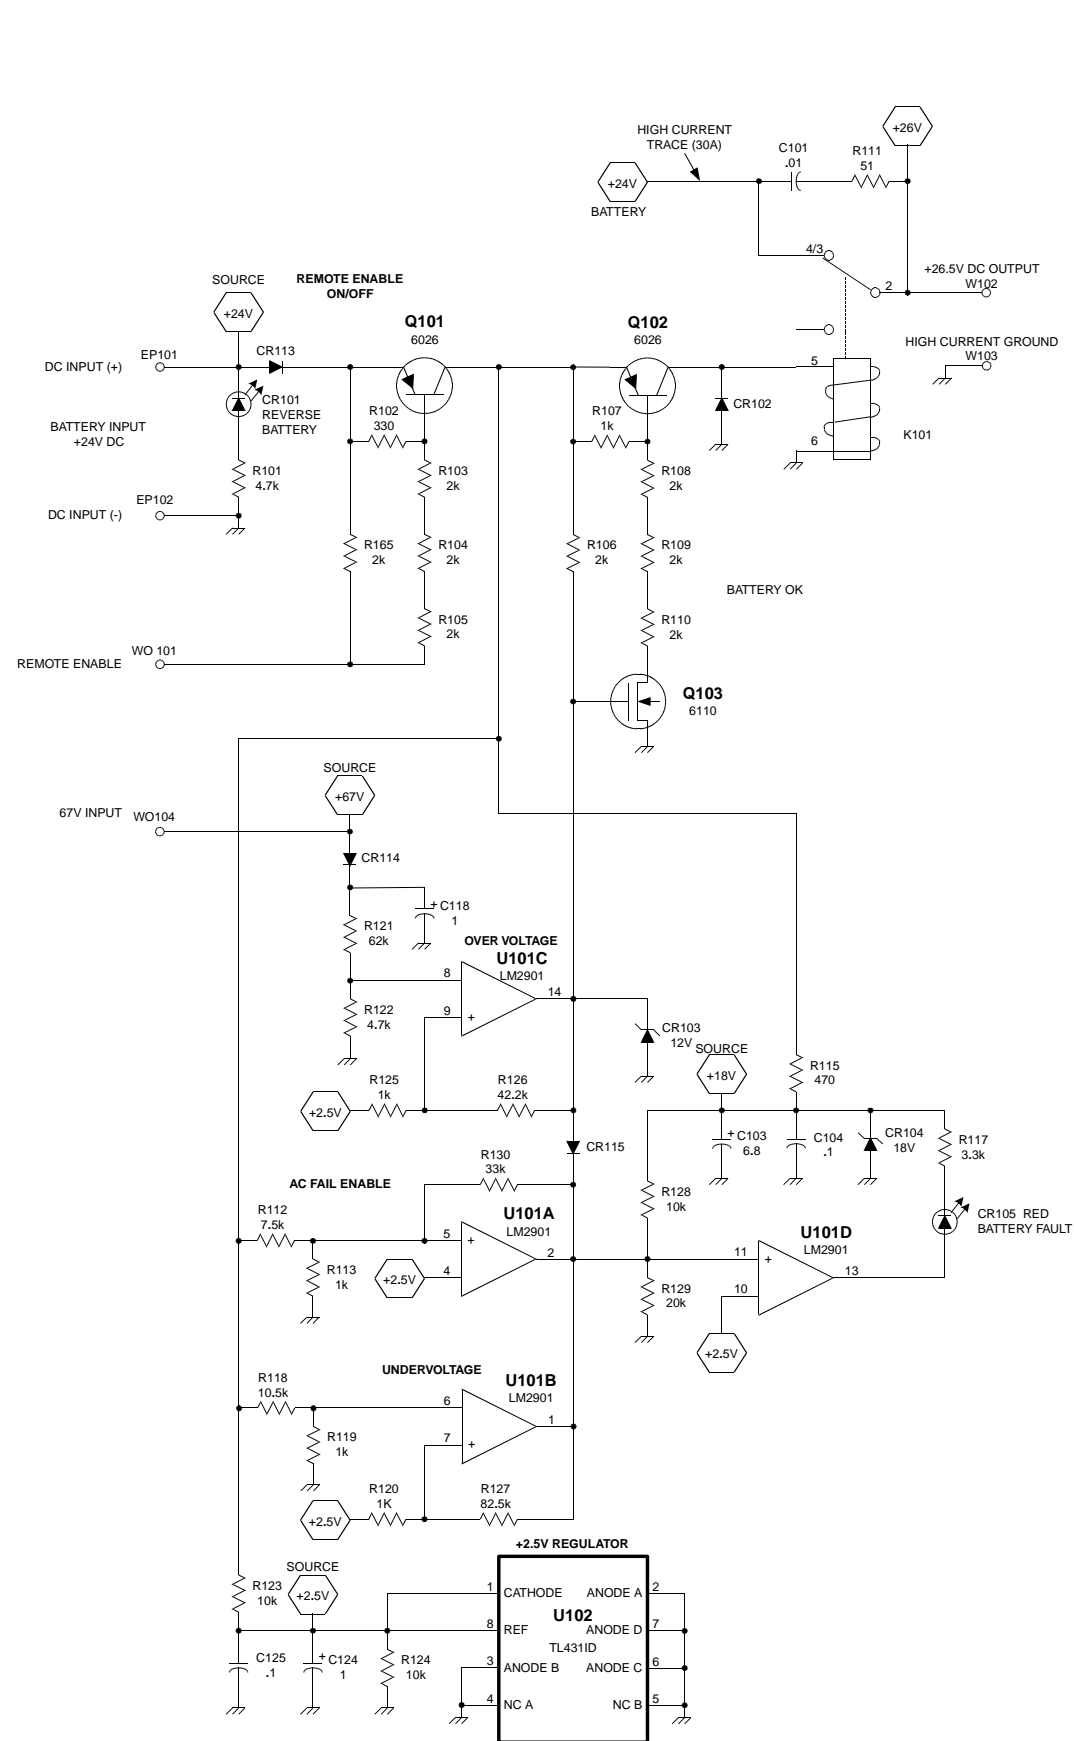 +26V
HIGH CURRENT
TRACE (30A)
C101
.01
R111
51
+24V
BATTERY
4/3
2
+26.5V DC OUTPUT
W102
SOURCE
+24V
REMOTE ENABLE
ON/OFF
Q101
6026
Q102
6026
HIGH CURRENT GROUND
W103
DC INPUT (+)
EP101
CR113
5
CR101
REVERSE
BATTERY
R102
330
R107
1k
CR102
BATTERY INPUT
+24V DC
6
K101
R101
4.7k
R103
2k
R108
2k
EP102
DC INPUT (-)
R165
2k
R104
2k
R106
2k
R109
2k
BATTERY OK
R105
2k
R110
2k
WO 101
REMOTE ENABLE
Q103
6110
SOURCE
+67V
67V INPUT
WO104
CR114
+
C118
1
R121
62k
OVER VOLTAGE
U101C
LM2901
8
14
R122
4.7k
9
+
CR103
12V
SOURCE
+18V
R115
470
R125
1k
R126
42.2k
+2.5V
+
C103
6.8
C104
.1
CR104
18V
R117
3.3k
CR115
R130
33k
AC FAIL ENABLE
R128
10k
R112
7.5k
U101A
LM2901
CR105 RED
BATTERY FAULT
5
+
2
U101D
LM2901
11
+
13
R113
1k
+2.5V
4
R129
20k
10
+2.5V
UNDERVOLTAGE
R118
10.5k
U101B
LM2901
6
1
R119
1k
7
+
R120
1K
R127
82.5k
+2.5V
+2.5V REGULATOR
SOURCE
+2.5V
R123
10k
1
CATHODE
ANODE A
2
U102
8
REF
ANODE D
7
TL431ID
C125
.1
+
C124
1
R124
10k
3
ANODE B
ANODE C
6
4
NC A
NC B
5